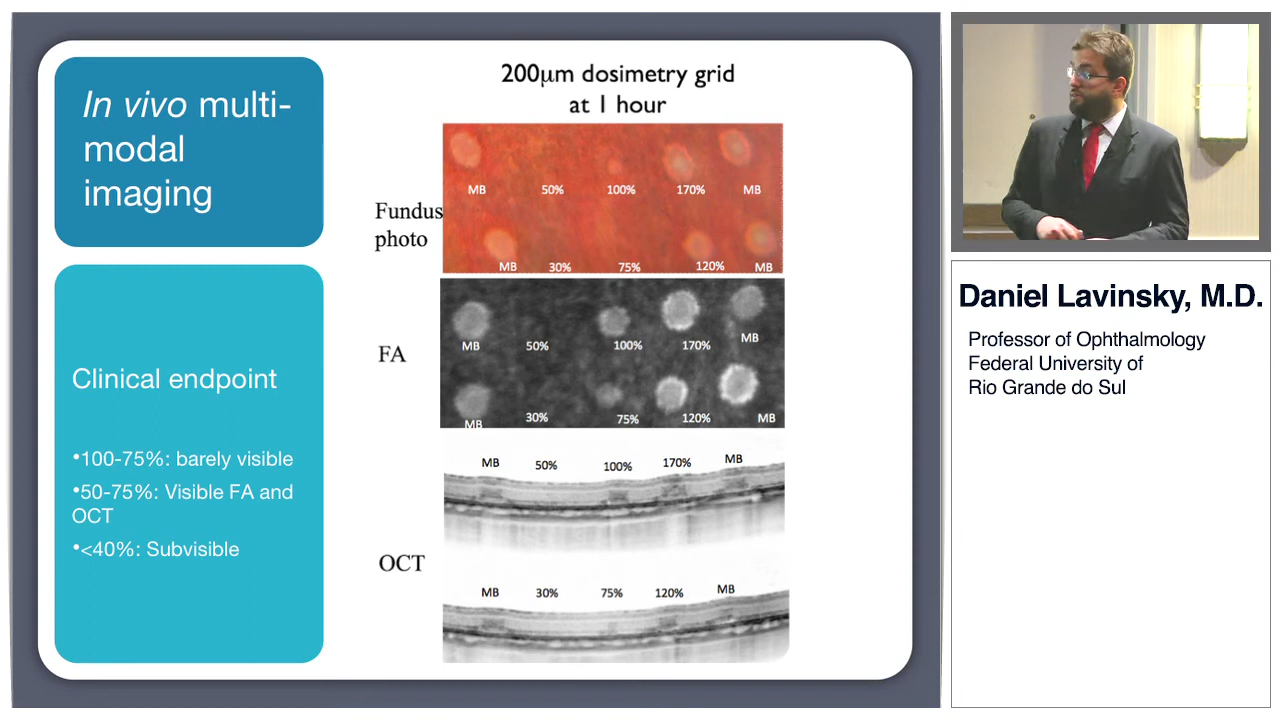 In vivo multi-
modal
imaging
Clinical endpoint
•100-75%: barely visible
•50-75%: Visible FA and
OCT
•<40%: Subvisible
200µm dosimetry grid
at 1 hour
Fundus
photo
MB 50% 100% 170% MB
MB 30% 75% 120% MB
FA
MB 50% 100% 170% MB
MB 30% 75% 120% MB
OCT
MB 50% 100% 170% MB
MB 30% 75% 120% MB
Daniel Lavinsky, M.D.
Professor of Ophthalmology
Federal University of
Rio Grande do Sul